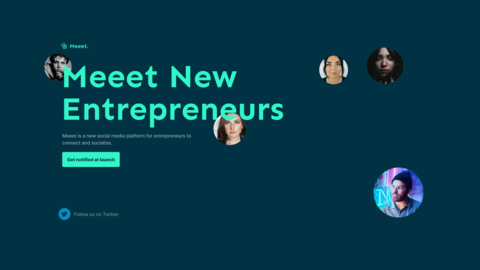 Meeet.
Meeet New
Entrepreneurs
Meeet is a new social media platform for entrepreneurs to
connect and socialize.
Get notified at launch
Follow us on Twitter